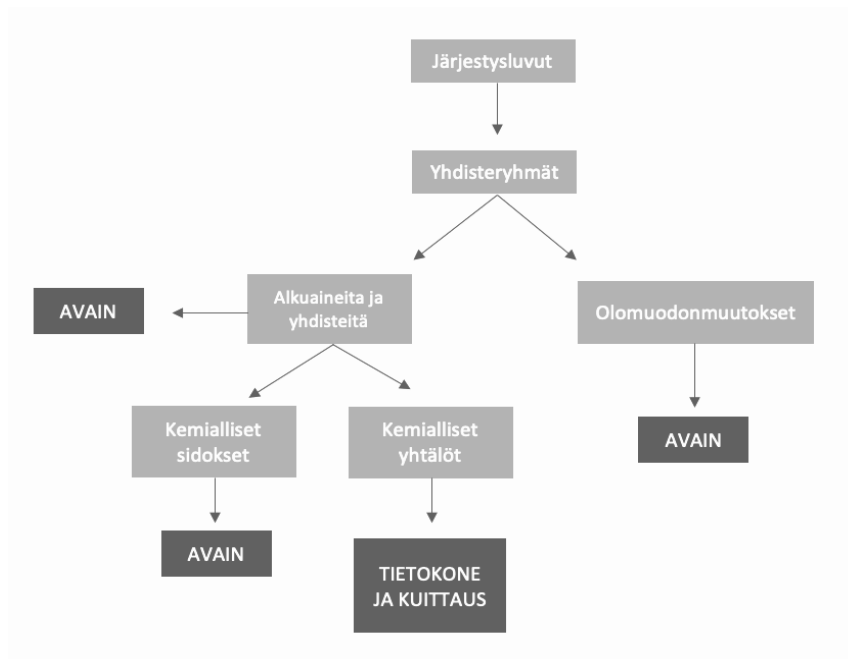 Järjestysluvut
Yhdisteryhmät
Alkuaineita ja
yhdisteitä
AVAIN
Olomuodonmuutokset
Kemialliset
sidokset
Kemialliset
yhtälöt
AVAIN
AVAIN
TIETOKONE
JA KUITTAUS